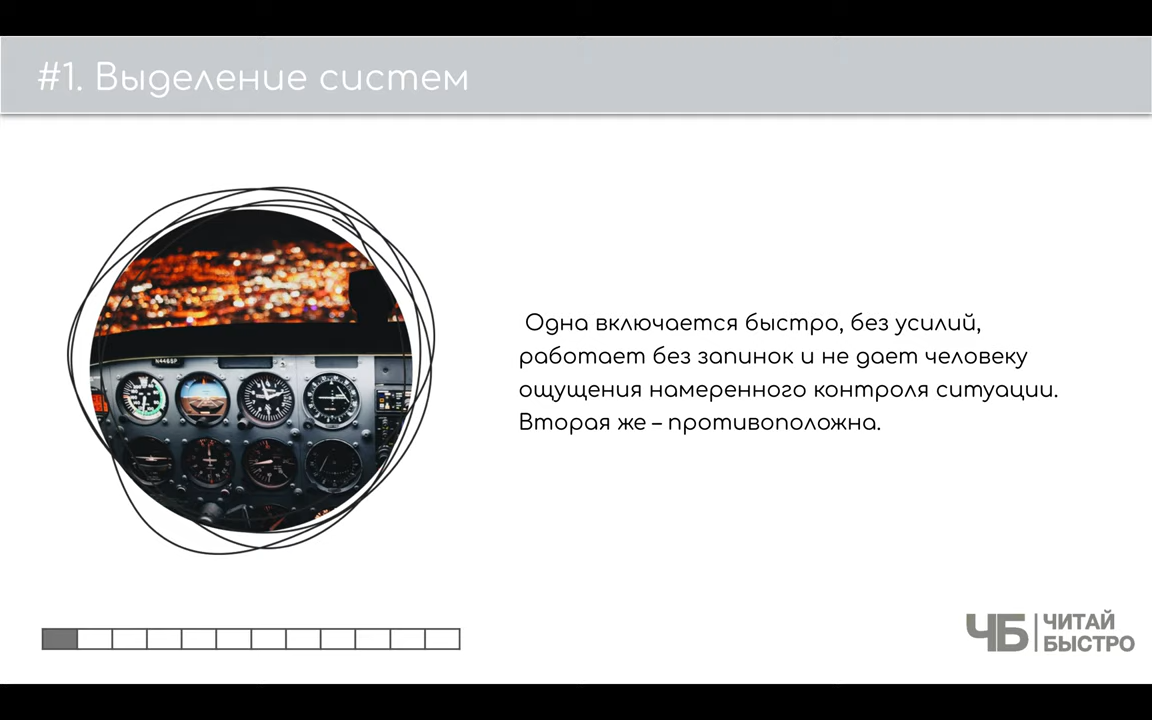 #1. Выделение систем
N4468P
Одна включается быстро, без усилий,
работает без запинок и не дает человеку
ощущения намеренного контроля ситуации.
Вторая же – противоположна.
ЧБ
ЧИТАЙ
БЫСТРО